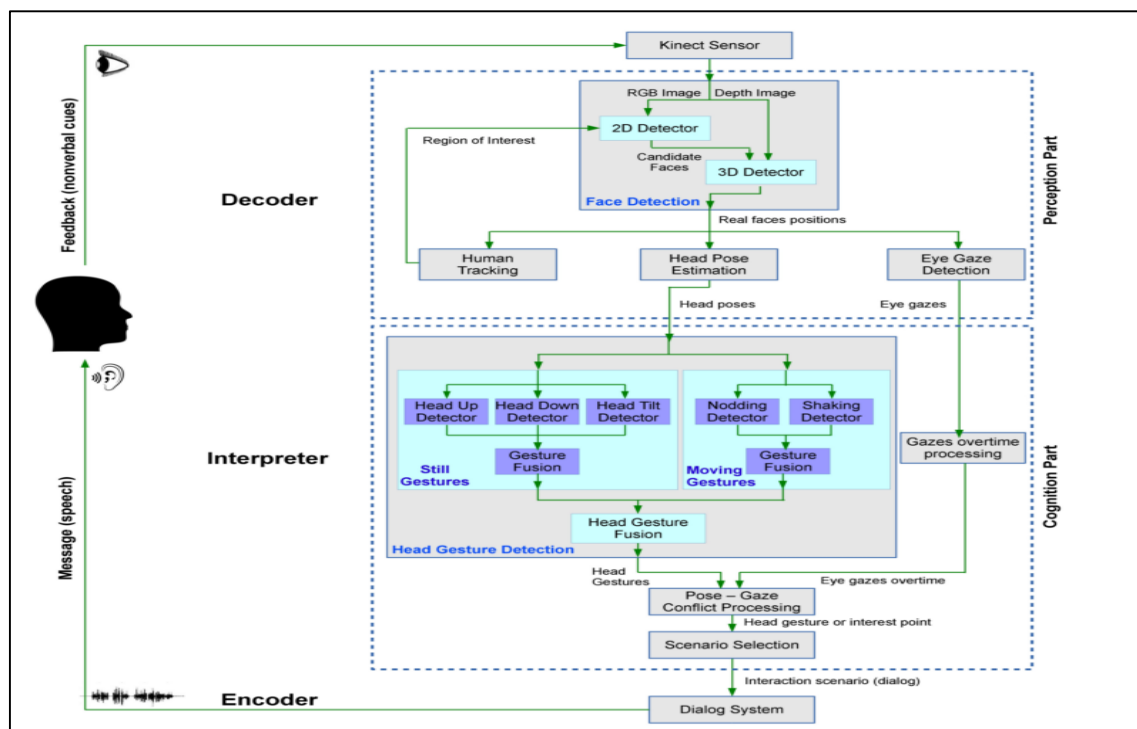 Kinect Sensor
RGB Image
Depth Image
2D Detector
Region of Interest
Candidate
Faces
3D Detector
Face Detection
Decoder
Perception Part
Feedback (nonverbal cues)
Real faces positions
Human
Tracking
Head Pose
Estimation
Eye Gaze
Detection
Head poses
Eye gazes
Head Up
Detector
Head Down
Detector
Head Tilt
Detector
Nodding
Detector
Shaking
Detector
Gesture
Fusion
Still
Gestures
Gesture
Fusion
Moving
Gestures
Gazes overtime
processing
Interpreter
Cognition Part
Message (speech)
Head Gesture
Fusion
Head Gesture Detection
Head
Gestures
Eye gazes overtime
Pose – Gaze
Conflict Processing
Head gesture or interest point
Scenario Selection
Interaction scenario (dialog)
Encoder
Dialog System